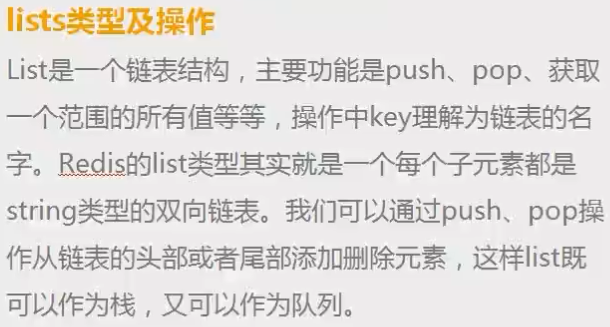 lists类型及操作
List是一个链表结构，主要功能是push、pop、获取
一个范围的所有值等等，操作中key理解为链表的名
字。Redis的list类型其实就是一个每个子元素都是
string类型的双向链表。我们可以通过push、pop操
作从链表的头部或者尾部添加删除元素，这样list既
可以作为栈，又可以作为队列。